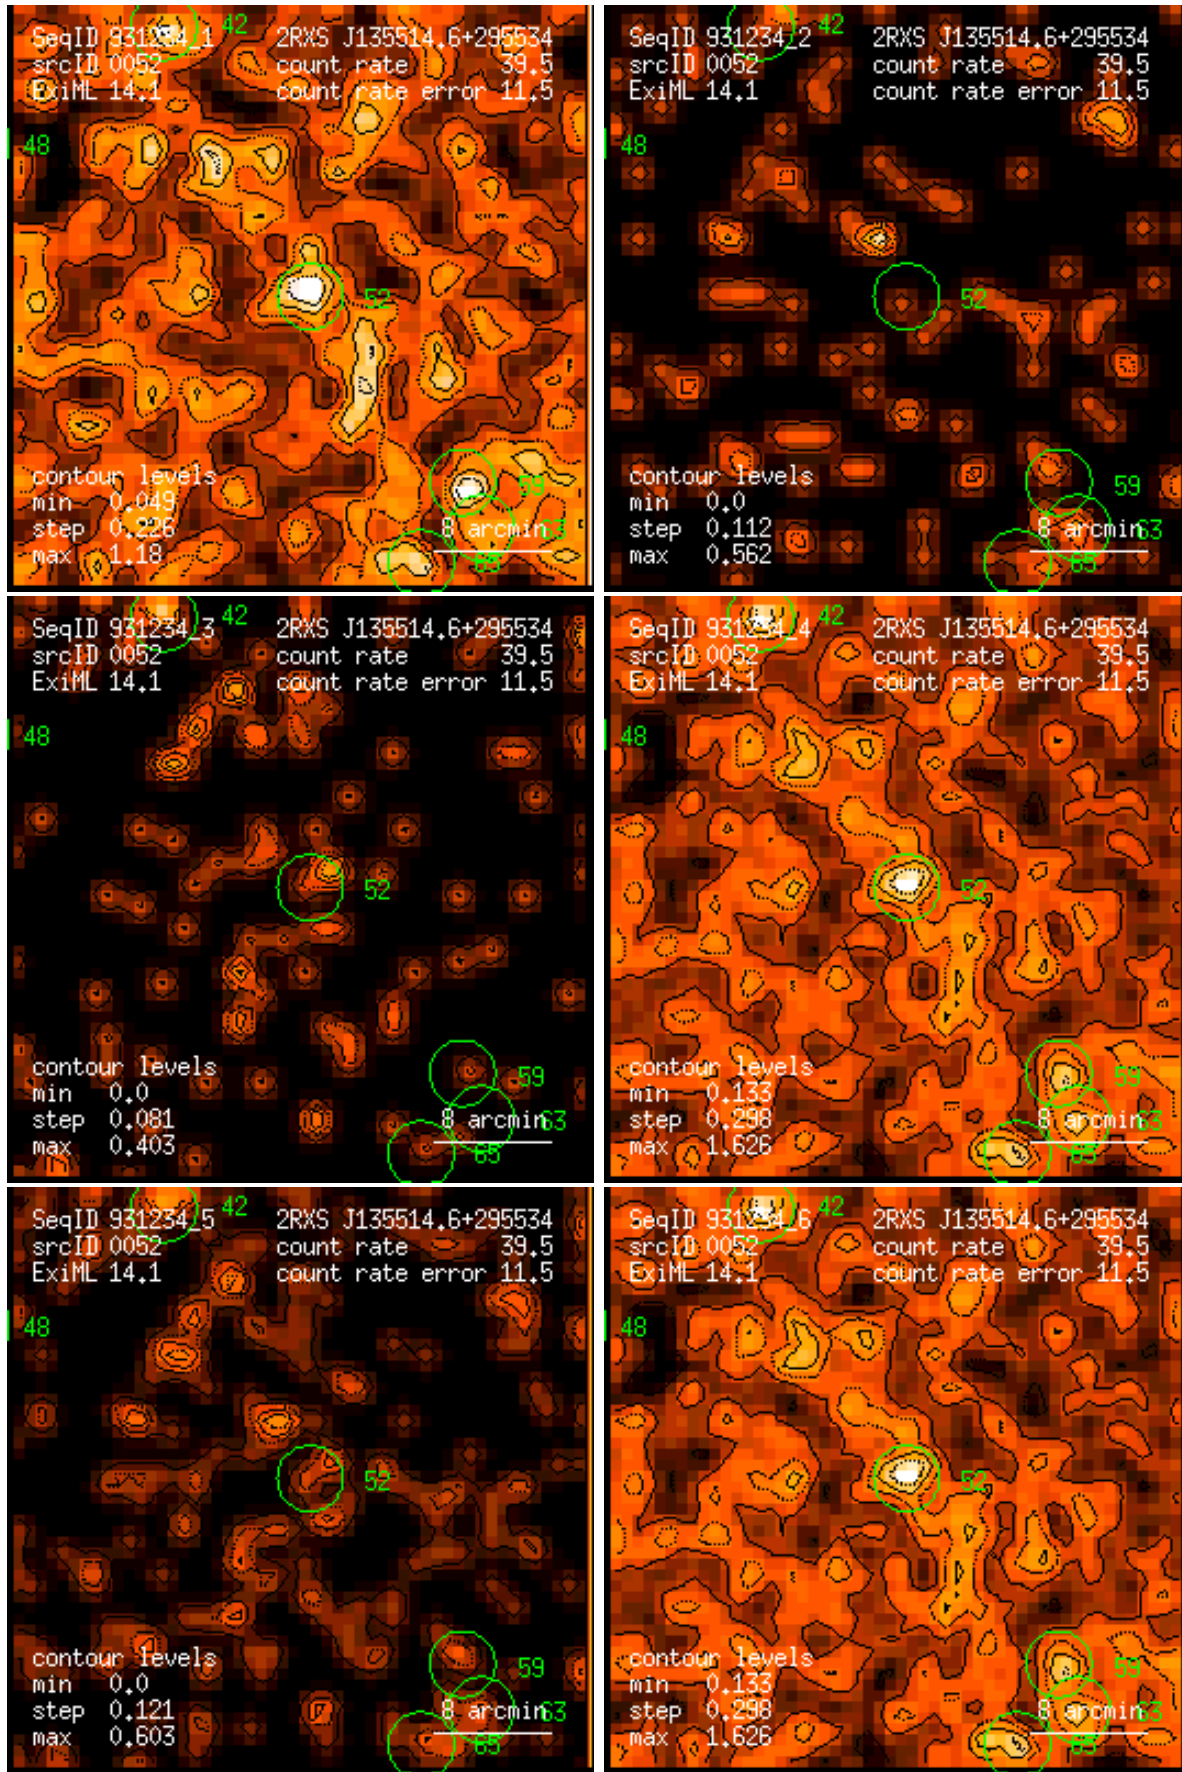 42
SeqID 931234_1 2RXS J135514.6+295534
srcID 0052 count rate 39.5
ExiML 14.1 count rate error 11.5
48
52
contour levels
59
min 0.049
step 0.226 8 arcmin 63
max 1.18 65
42
SeqID 931234_2 2RXS J135514.6+295534
srcID 0052 count rate 39.5
ExiML 14.1 count rate error 11.5
48
52
contour levels
59
min 0.0
step 0.112 8 arcmin 63
max 0.562 65
42
SeqID 931234_3 2RXS J135514.6+295534
srcID 0052 count rate 39.5
ExiML 14.1 count rate error 11.5
48
52
contour levels
59
min 0.0
step 0.081 8 arcmin 63
max 0.403 65
42
SeqID 931234_4 2RXS J135514.6+295534
srcID 0052 count rate 39.5
ExiML 14.1 count rate error 11.5
48
52
contour levels
59
min 0.133
step 0.298 8 arcmin 63
max 1.626 65
42
SeqID 931234_5 2RXS J135514.6+295534
srcID 0052 count rate 39.5
ExiML 14.1 count rate error 11.5
48
52
contour levels
59
min 0.0
step 0.121 8 arcmin 63
max 0.603 65
42
SeqID 931234_6 2RXS J135514.6+295534
srcID 0052 count rate 39.5
ExiML 14.1 count rate error 11.5
48
52
contour levels
59
min 0.133
step 0.298 8 arcmin 63
max 1.626 65